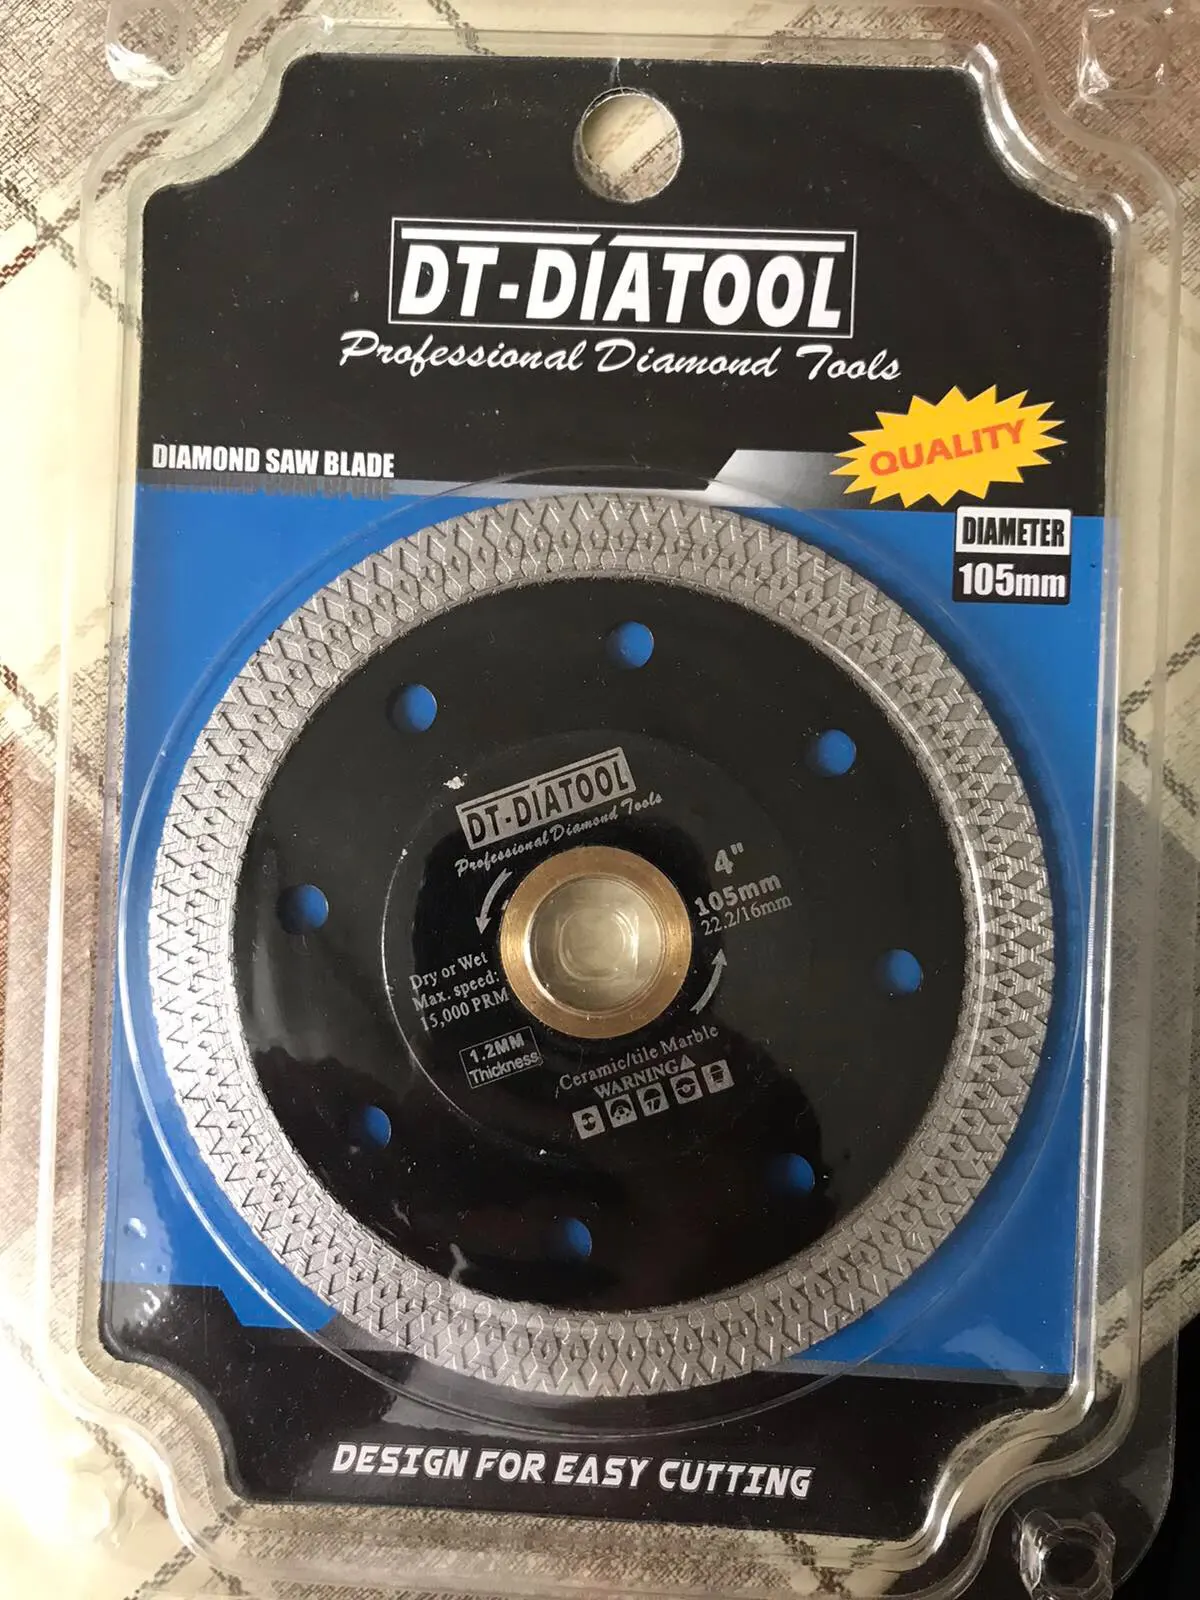 DT-DIATOOL
Professional Diamond Tools
QUALITY
DIAMOND SAW BLADE
DIAMETER
105mm
DT-DIATOOL
Professional Diamond Tools
4"
105mm
22.2/16mm
Dry or Wet
Max. speed:
15,000 PRM
1.2MM
Thickness
Ceramic/tile Marble
WARNING
DESIGN FOR EASY CUTTING